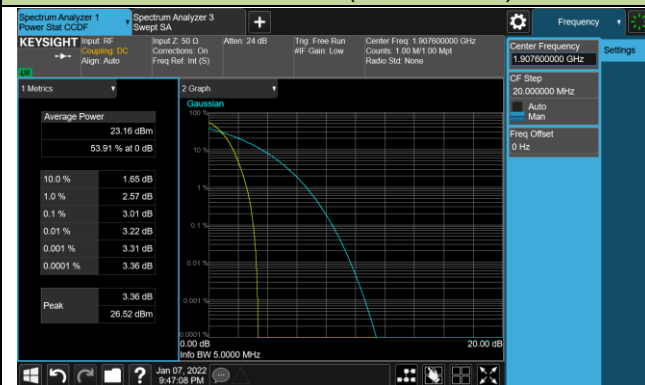 Spectrum Analyzer 1
Power Stat CCDF
Spectrum Analyzer 3
Swept SA
Frequency
KEYSIGHT
Input: RF
Coupling: DC
Align: Auto
Input Z: 50 Ω
Corrections: On
Freq Ref: Int (S)
Atten: 24 dB
Trig: Free Run
#IF Gain: Low
Center Freq: 1.907600000 GHz
Counts: 1.00 M/1.00 Mpt
Radio Std: None
Center Frequency
1.907600000 GHz
Settings
CF Step
20.000000 MHz
Auto
Man
Freq Offset
0 Hz
1 Metrics
Average Power
23.16 dBm
53.91 % at 0 dB
10.0 % 1.65 dB
1.0 % 2.57 dB
0.1 % 3.01 dB
0.01 % 3.22 dB
0.001 % 3.31 dB
0.0001 % 3.36 dB
Peak
3.36 dB
26.52 dBm
2 Graph
Gaussian
100 %
10 %
1 %
0.1 %
0.01 %
0.001 %
0.0001 %
0.00 dB
20.00 dB
Info BW 5.0000 MHz
Jan 07, 2022
9:47:08 PM